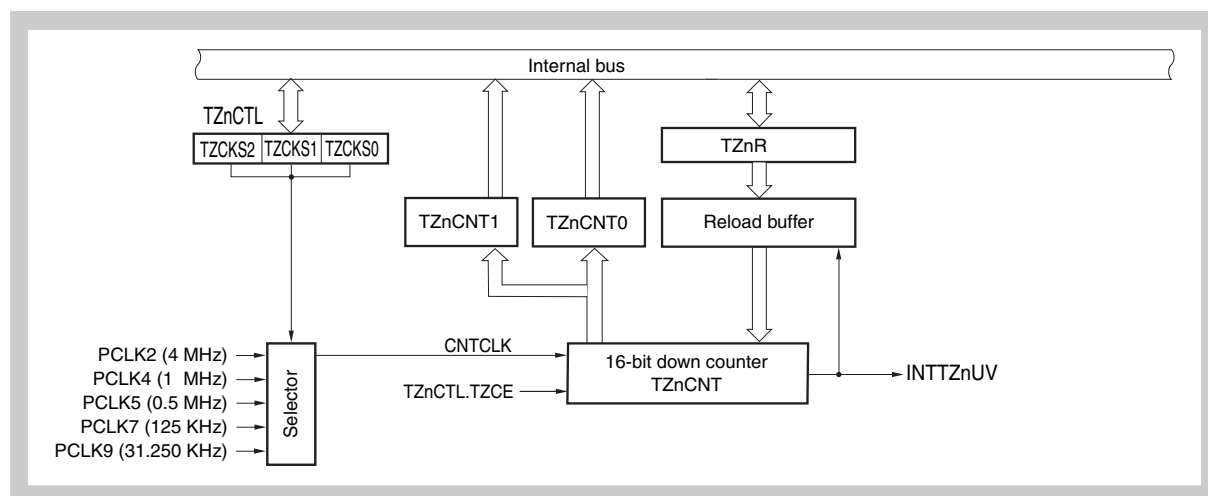 Internal bus
TZnCTL
TZCKS2 TZCKS1 TZCKS0
TZnR
TZnCNT1
TZnCNT0
Reload buffer
PCLK2 (4 MHz)
PCLK4 (1 MHz)
PCLK5 (0.5 MHz)
PCLK7 (125 KHz)
PCLK9 (31.250 KHz)
Selector
CNTCLK
TZnCTL.TZCE
16-bit down counter
TZnCNT
INTTZnUV